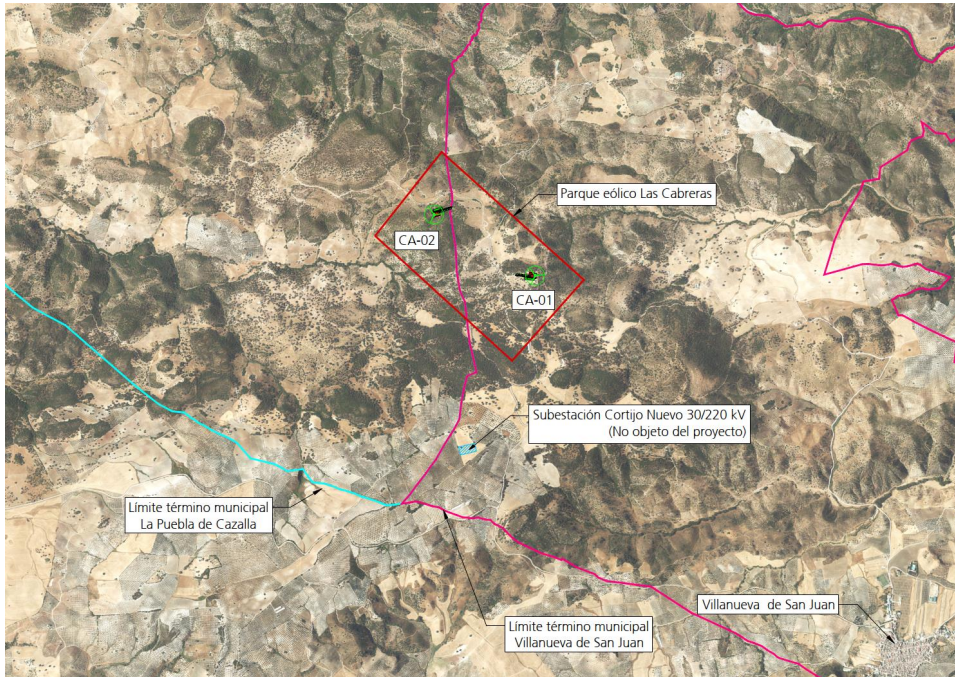 Parque eólico Las Cabreras
CA-02
CA-01
Subestación Cortijo Nuevo 30/220 kV
(No objeto del proyecto)
Límite término municipal
La Puebla de Cazalla
Villanueva  de San Juan
Límite término municipal
Villanueva de San Juan